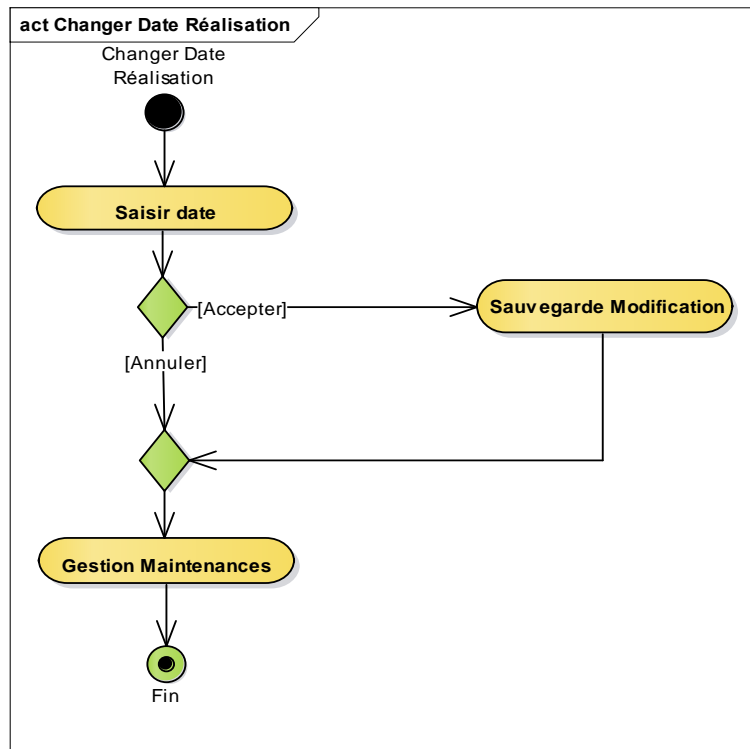 act Changer Date Réalisation
Changer Date
Réalisation
Saisir date
[Accepter]
Sauvegarde Modification
[Annuler]
Gestion Maintenances
Fin